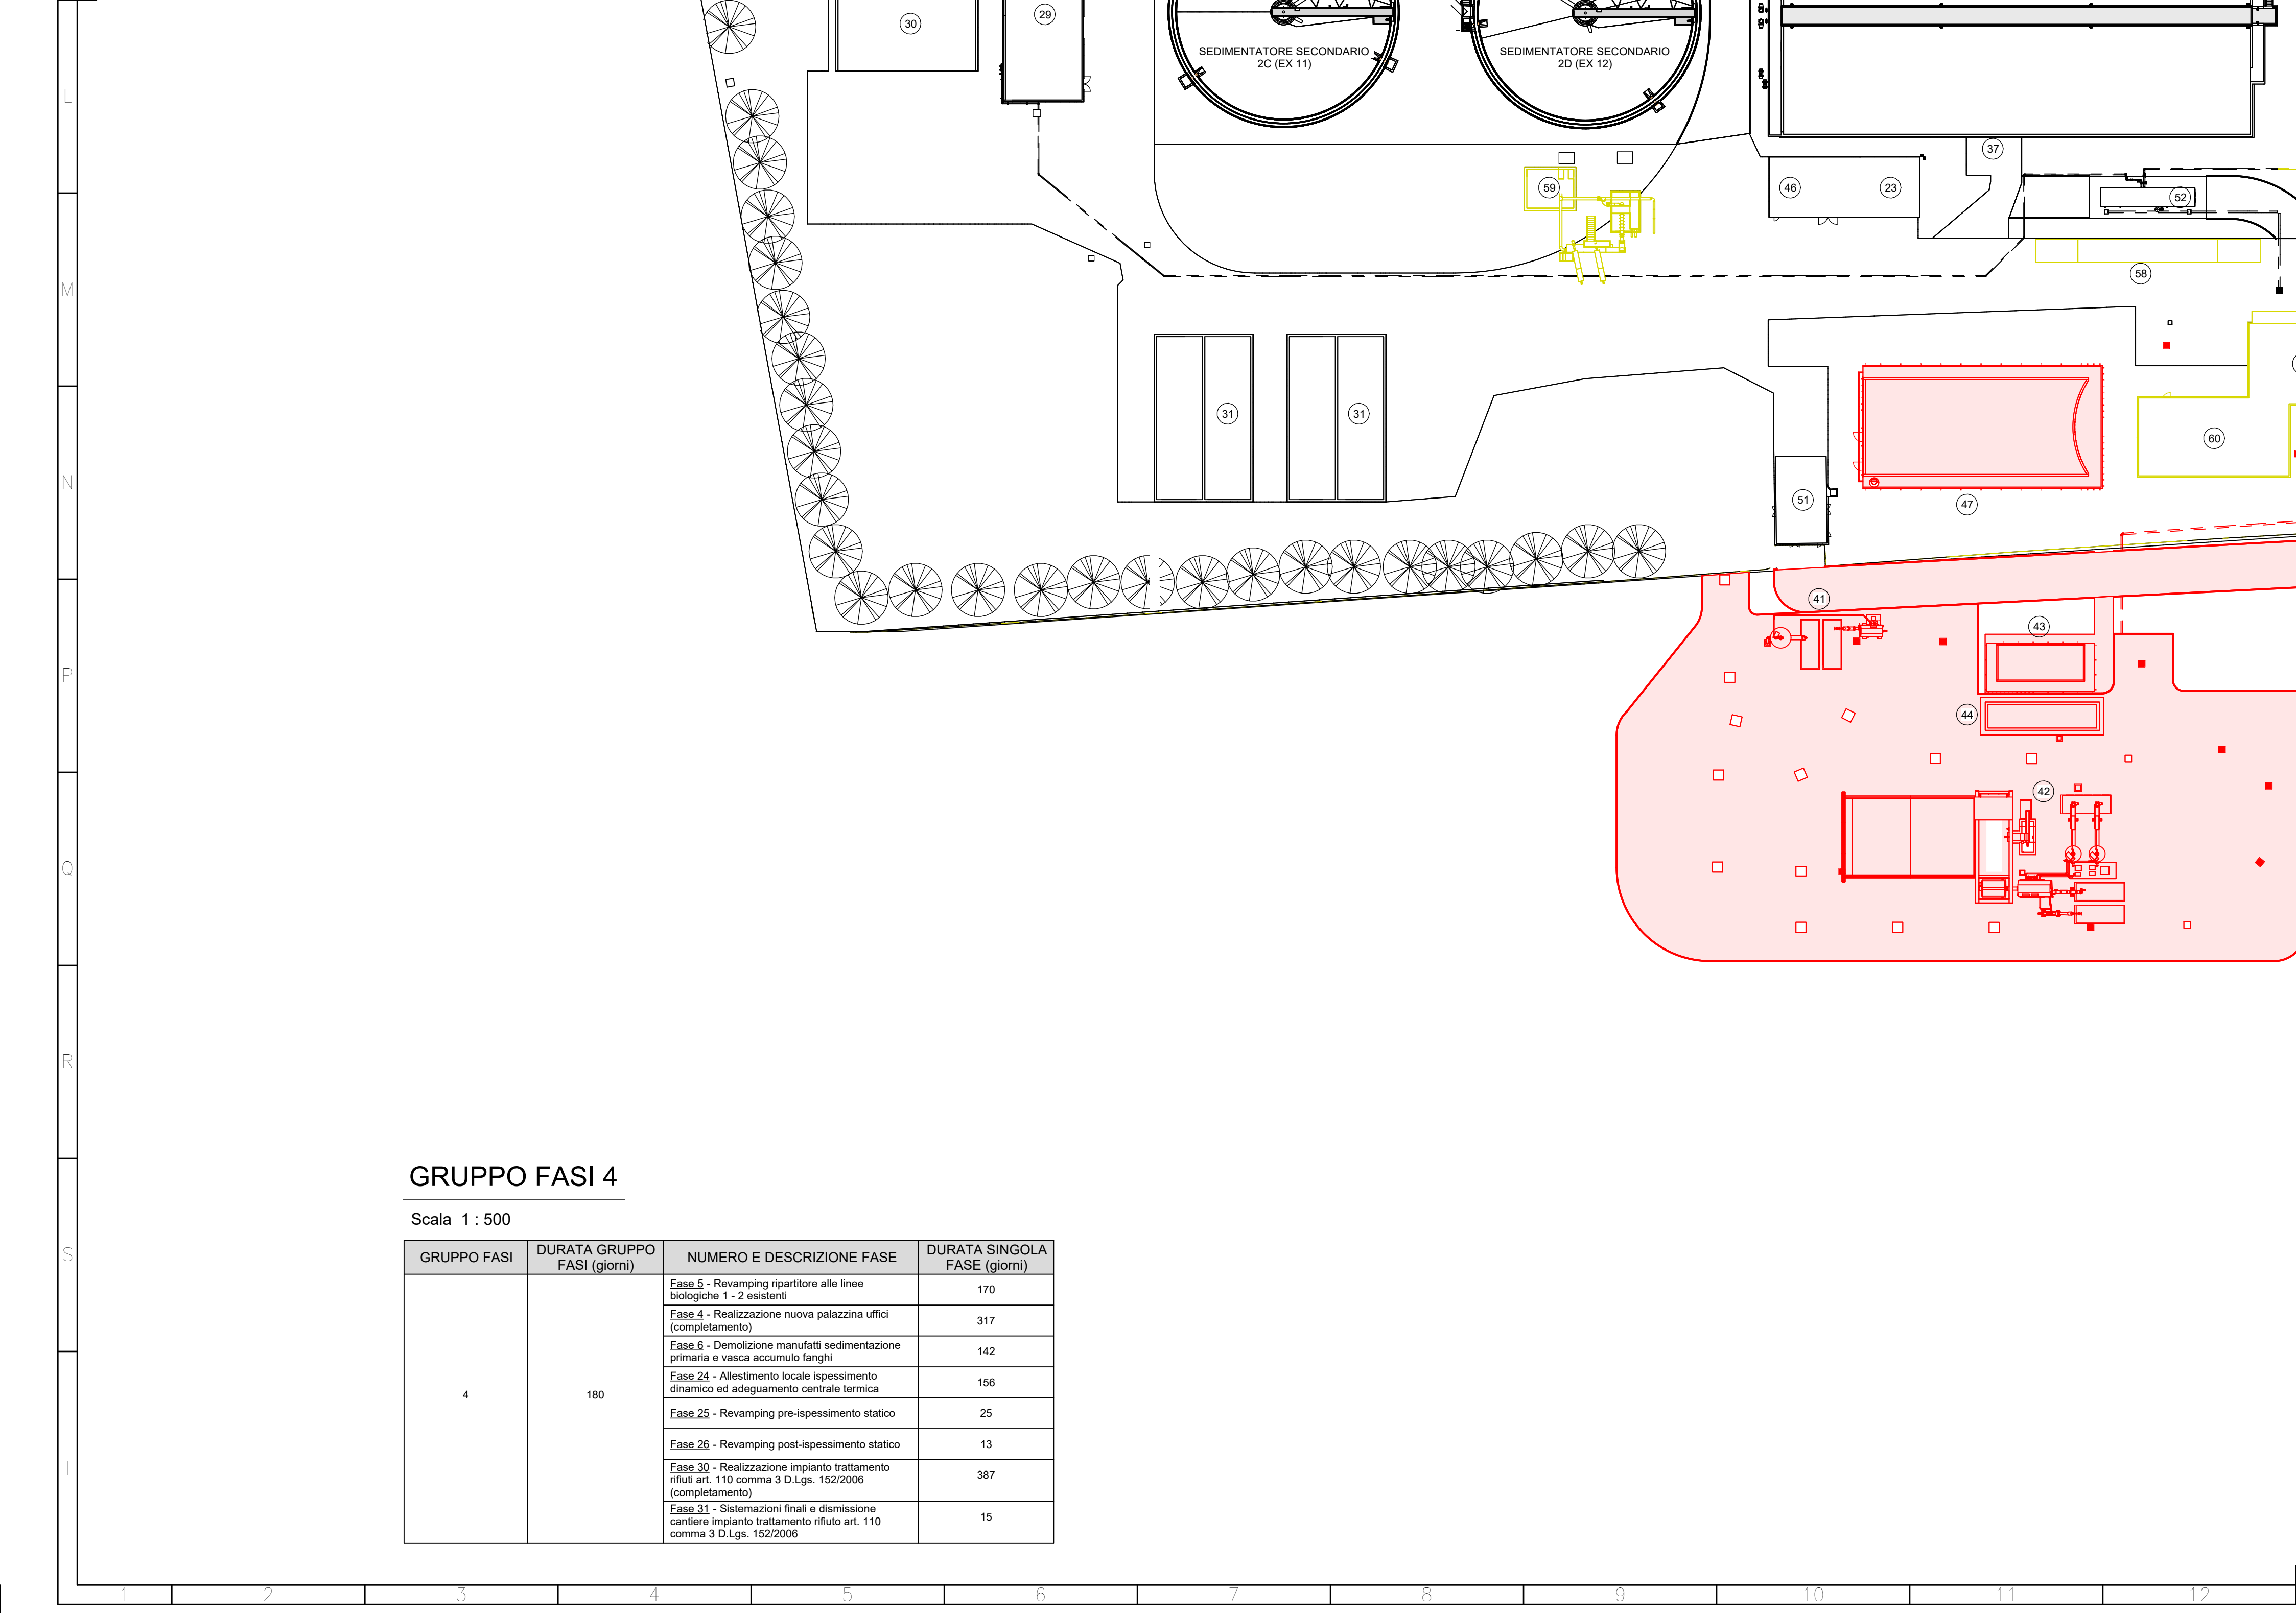 30
29
SEDIMENTATORE SECONDARIO
2C (EX 11)
SEDIMENTATORE SECONDARIO
2D (EX 12)
L
37
59
46
23
52
M
58
31
31
60
N
51
47
41
43
P
44
42
Q
R
GRUPPO FASI 4
Scala 1 : 500
S
GRUPPO FASI
DURATA GRUPPO
FASI (giorni)
NUMERO E DESCRIZIONE FASE
DURATA SINGOLA
FASE (giorni)
4
180
Fase 5 - Revamping ripartitore alle linee
biologiche 1 - 2 esistenti
170
Fase 4 - Realizzazione nuova palazzina uffici
(completamento)
317
Fase 6 - Demolizione manufatti sedimentazione
primaria e vasca accumulo fanghi
142
Fase 24 - Allestimento locale ispessimento
dinamico ed adeguamento centrale termica
156
Fase 25 - Revamping pre-ispessimento statico
25
Fase 26 - Revamping post-ispessimento statico
13
Fase 30 - Realizzazione impianto trattamento
rifiuti art. 110 comma 3 D.Lgs. 152/2006
(completamento)
387
Fase 31 - Sistemazioni finali e dismissione
cantiere impianto trattamento rifiuto art. 110
comma 3 D.Lgs. 152/2006
15
T
1
2
3
4
5
6
7
8
9
10
11
12